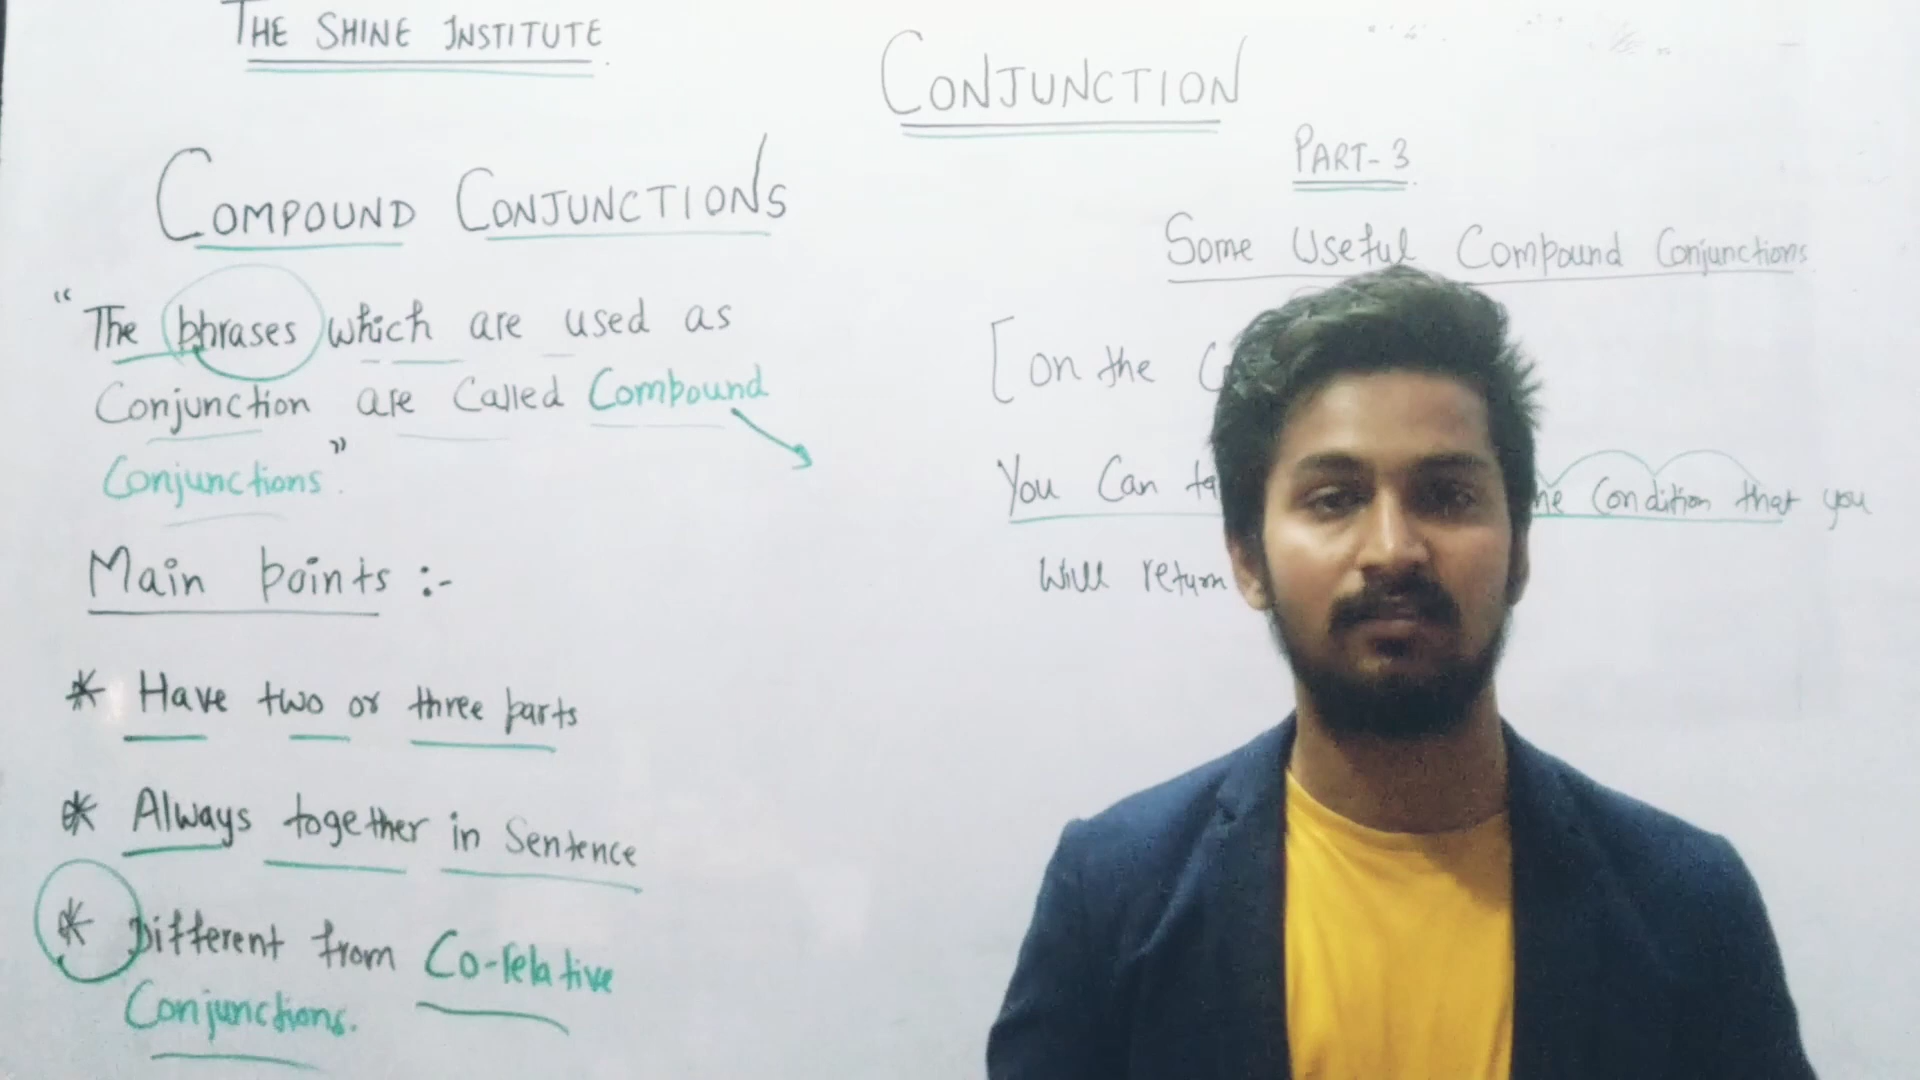 THE SHINE INSTITUTE
CONJUNCTION
PART-3
COMPOUND CONJUNCTIONS
"The phrases which are used as
Conjunction are called Compound
Conjunctions".
Main points :-
* Have two or three parts
* Always together in Sentence
* Different from Co-relative
Conjunctions.
Some Useful Compound Conjunctions
[on the
You Can condition that you
will return